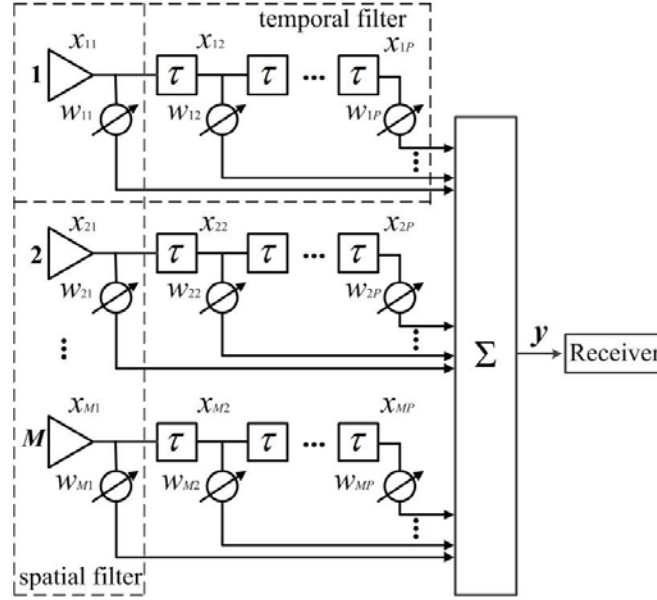 temporal filter
x11 x12 x1P
1 τ τ ... τ
w11 w12 w1P
x21 x22 x2P
2 τ τ ... τ
w21 w22 w2P
Σ y Receiver
xM1 xM2 xMP
M τ τ ... τ
wM1 wM2 wMP
spatial filter